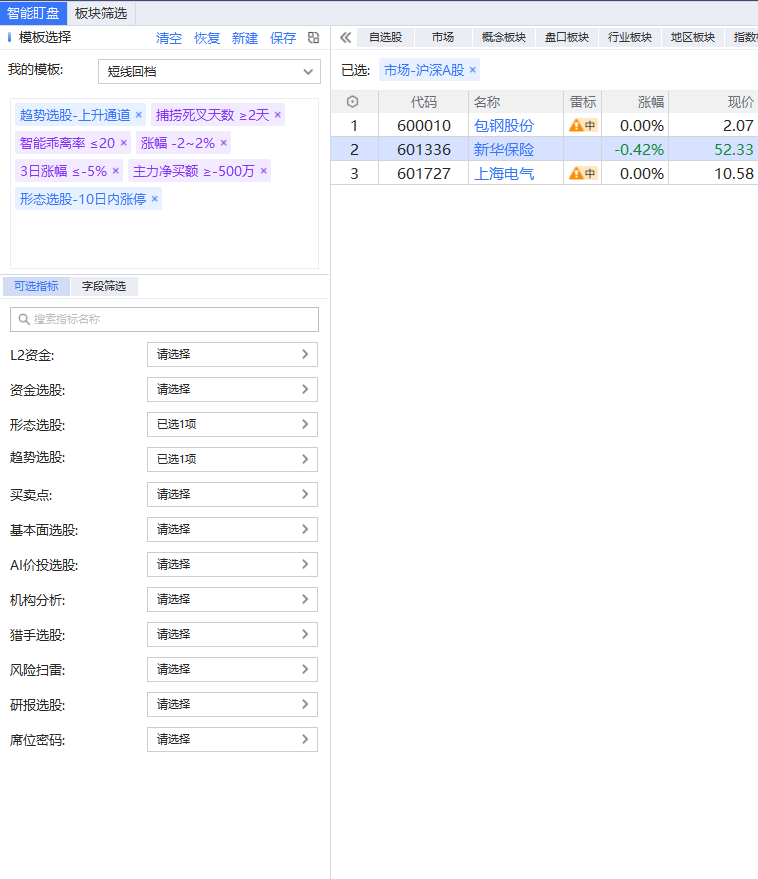 智能盯盘 板块筛选
模板选择 清空 恢复 新建 保存
我的模板: 短线回档
趋势选股-上升通道 × 捕捞死叉天数 ≥2天 ×
智能乖离率 ≤20 × 涨幅 -2~2% ×
3日涨幅 ≤-5% × 主力净买额 ≥-500万 ×
形态选股-10日内涨停 ×
可选指标 字段筛选
搜索指标名称
L2资金: 请选择
资金选股: 请选择
形态选股: 已选1项
趋势选股: 已选1项
买卖点: 请选择
基本面选股: 请选择
AI价投选股: 请选择
机构分析: 请选择
猎手选股: 请选择
风险扫雷: 请选择
研报选股: 请选择
席位密码: 请选择
自选股 市场 概念板块 盘口板块 行业板块 地区板块 指数
已选: 市场-沪深A股 ×
代码 名称 雷标 涨幅 现价
1 600010 包钢股份 中 0.00% 2.07
2 601336 新华保险 -0.42% 52.33
3 601727 上海电气 中 0.00% 10.58